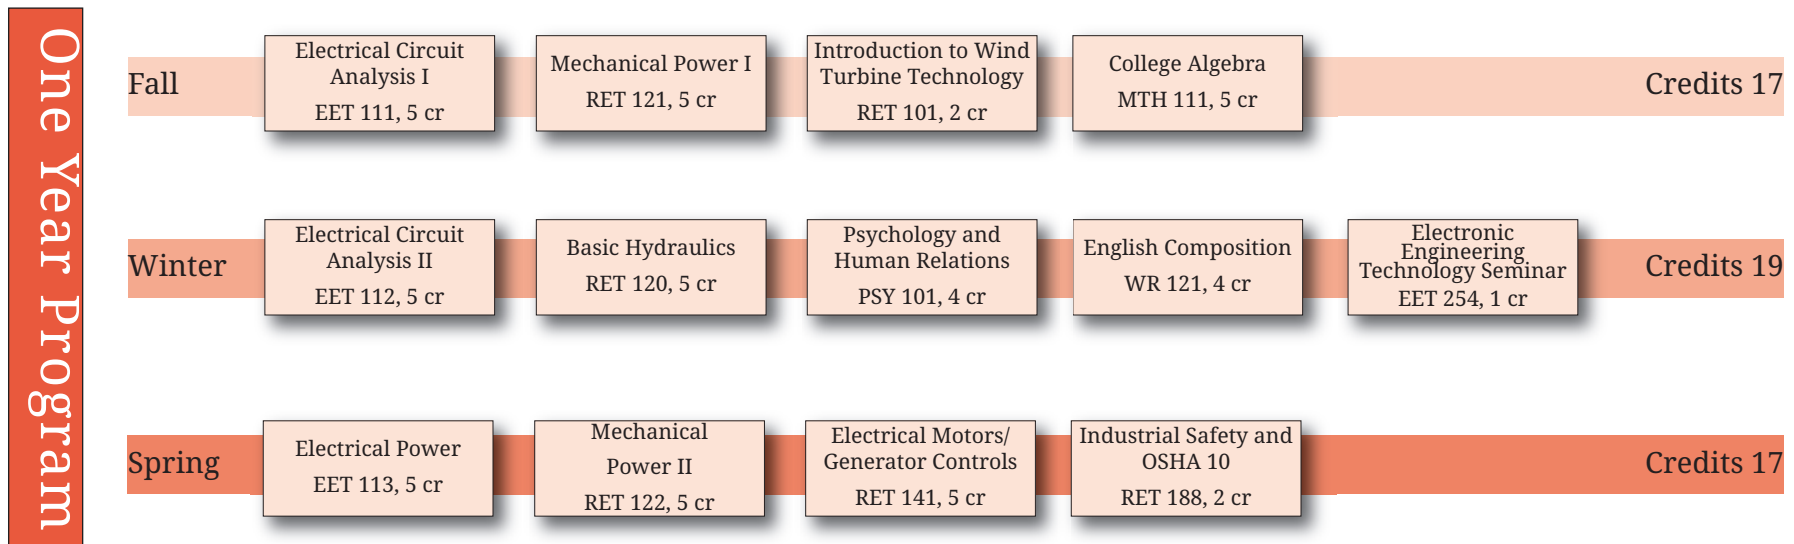 One Year Program
Fall
Electrical Circuit
Analysis I
EET 111, 5 cr
Mechanical Power I
RET 121, 5 cr
Introduction to Wind
Turbine Technology
RET 101, 2 cr
College Algebra
MTH 111, 5 cr
Credits 17
Winter
Electrical Circuit
Analysis II
EET 112, 5 cr
Basic Hydraulics
RET 120, 5 cr
Psychology and
Human Relations
PSY 101, 4 cr
English Composition
WR 121, 4 cr
Electronic
Engineering
Technology Seminar
EET 254, 1 cr
Credits 19
Spring
Electrical Power
EET 113, 5 cr
Mechanical
Power II
RET 122, 5 cr
Electrical Motors/
Generator Controls
RET 141, 5 cr
Industrial Safety and
OSHA 10
RET 188, 2 cr
Credits 17